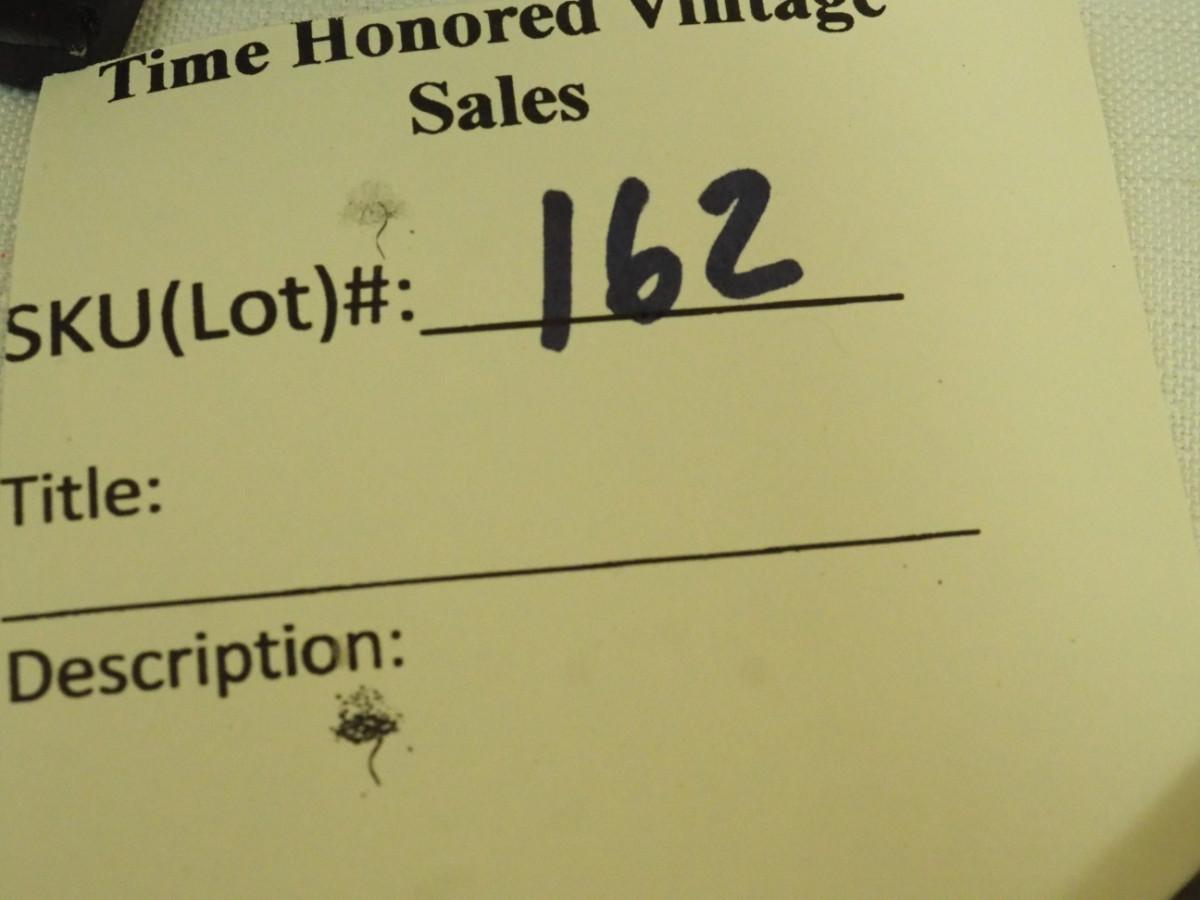 Time Honored Vintage
Sales
SKU(Lot)#: 162
Title:
Description: